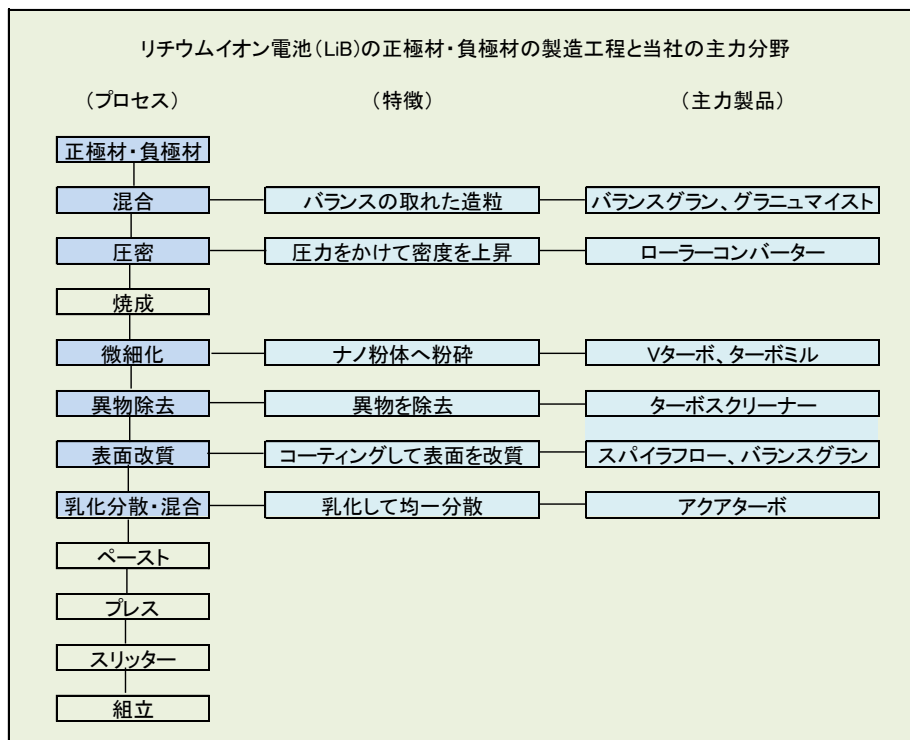 リチウムイオン電池(LiB)の正極材・負極材の製造工程と当社の主力分野
(プロセス) (特徴) (主力製品)
正極材・負極材
混合 バランスの取れた造粒 バランスグラン、グラニュマイスト
圧密 圧力をかけて密度を上昇 ローラーコンバーター
焼成
微細化 ナノ粉体へ粉砕 Vターボ、ターボミル
異物除去 異物を除去 ターボスクリーナー
表面改質 コーティングして表面を改質 スパイラフロー、バランスグラン
乳化分散・混合 乳化して均一分散 アクアターボ
ペースト
プレス
スリッター
組立